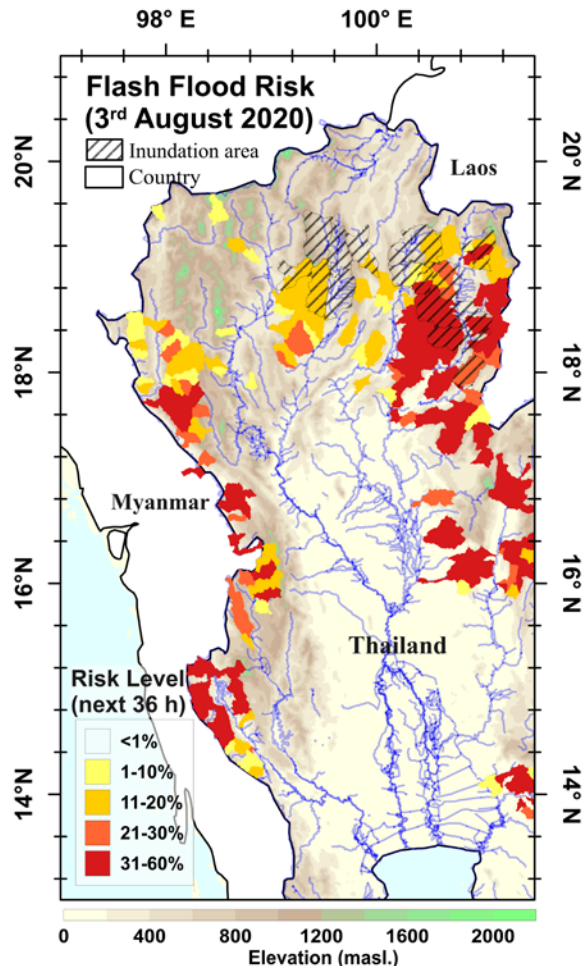 98° E 100° E
Flash Flood Risk
(3rd August 2020)
Inundation area
Country
Laos
20°N 20° N
18°N 18° N
Myanmar
16°N 16° N
Thailand
Risk Level
(next 36 h)
<1%
1-10%
11-20%
21-30%
31-60%
14°N 14° N
0 400 800 1200 1600 2000
Elevation (masl.)